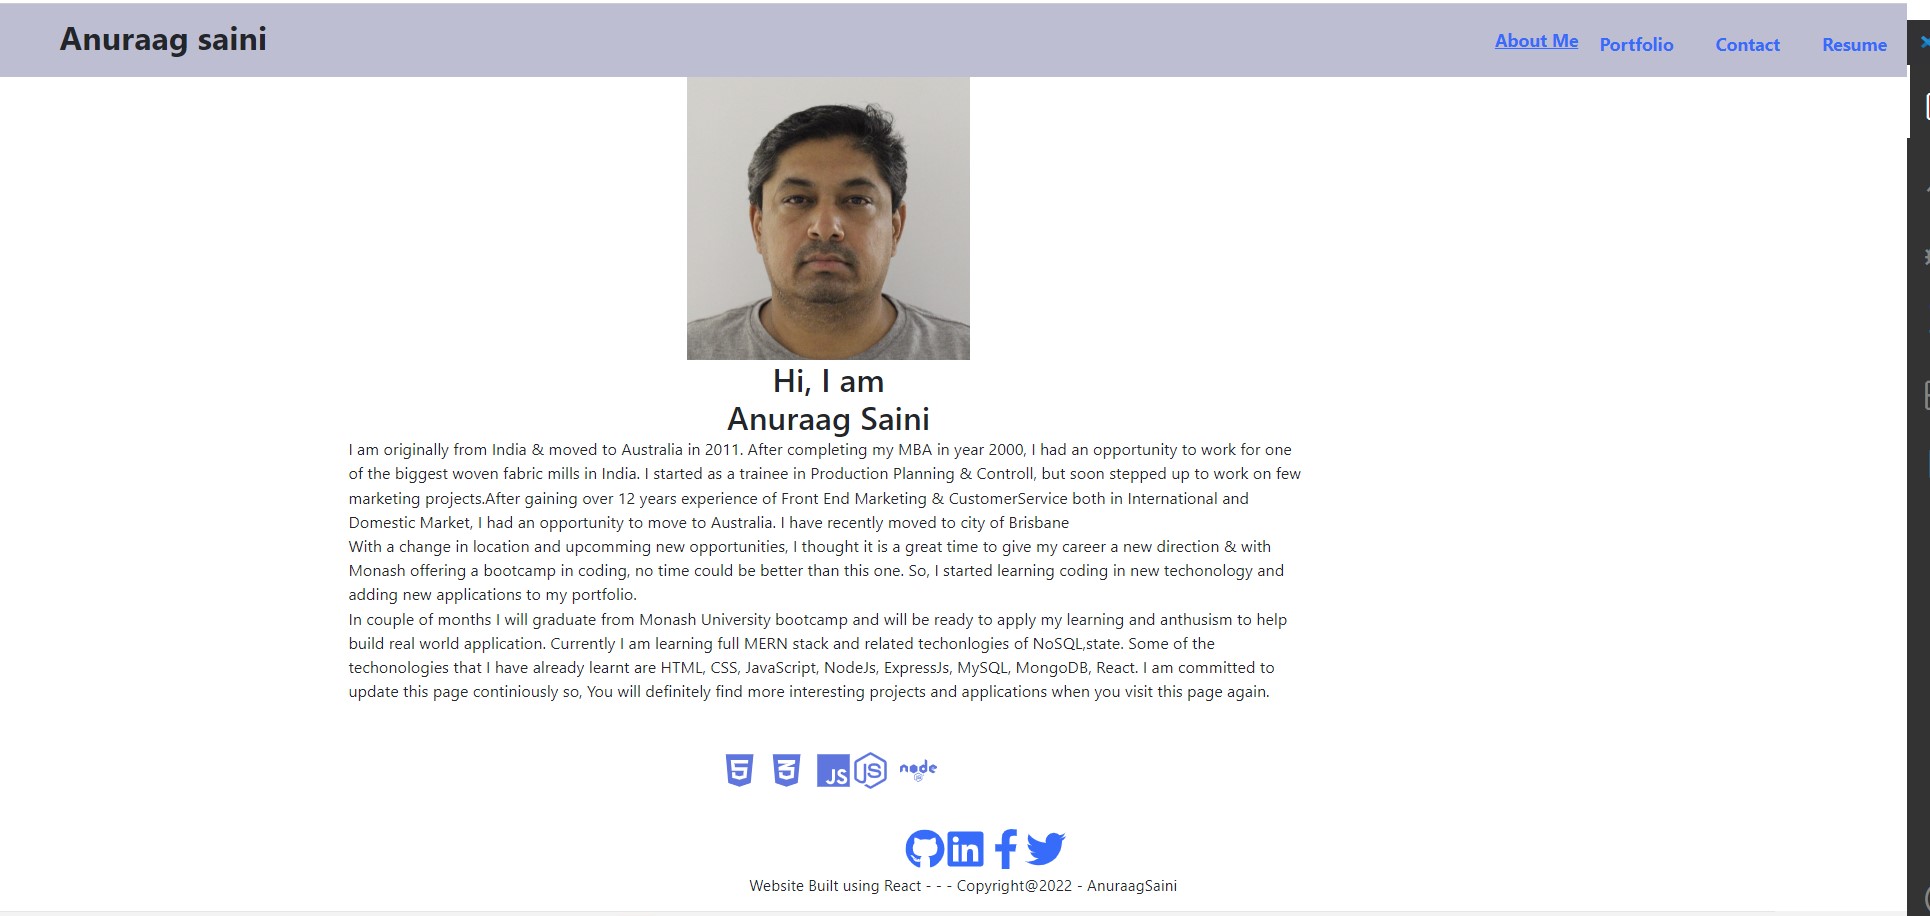 Anuraag saini
About Me
Portfolio
Contact
Resume
Hi, I am
Anuraag Saini
I am originally from India & moved to Australia in 2011. After completing my MBA in year 2000, I had an opportunity to work for one
of the biggest woven fabric mills in India. I started as a trainee in Production Planning & Controll, but soon stepped up to work on few
marketing projects.After gaining over 12 years experience of Front End Marketing & CustomerService both in International and
Domestic Market, I had an opportunity to move to Australia. I have recently moved to city of Brisbane
With a change in location and upcomming new opportunities, I thought it is a great time to give my career a new direction & with
Monash offering a bootcamp in coding, no time could be better than this one. So, I started learning coding in new techonology and
adding new applications to my portfolio.
In couple of months I will graduate from Monash University bootcamp and will be ready to apply my learning and anthusism to help
build real world application. Currently I am learning full MERN stack and related techonlogies of NoSQL,state. Some of the
techonologies that I have already learnt are HTML, CSS, JavaScript, NodeJs, ExpressJs, MySQL, MongoDB, React. I am committed to
update this page continiously so, You will definitely find more interesting projects and applications when you visit this page again.
5 3 JS JS node JS
in f
Website Built using React - - - Copyright@2022 - AnuraagSaini